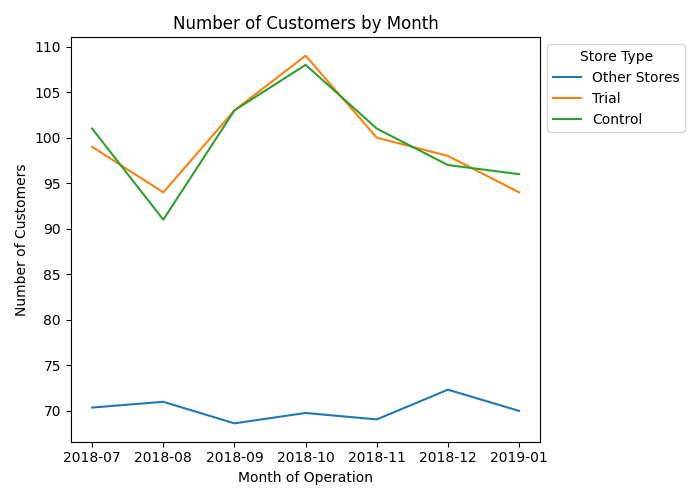 Number of Customers by Month
Number of Customers
110
105
100
95
90
85
80
75
70
2018-07 2018-08 2018-09 2018-10 2018-11 2018-12 2019-01
Month of Operation
Store Type
Other Stores
Trial
Control